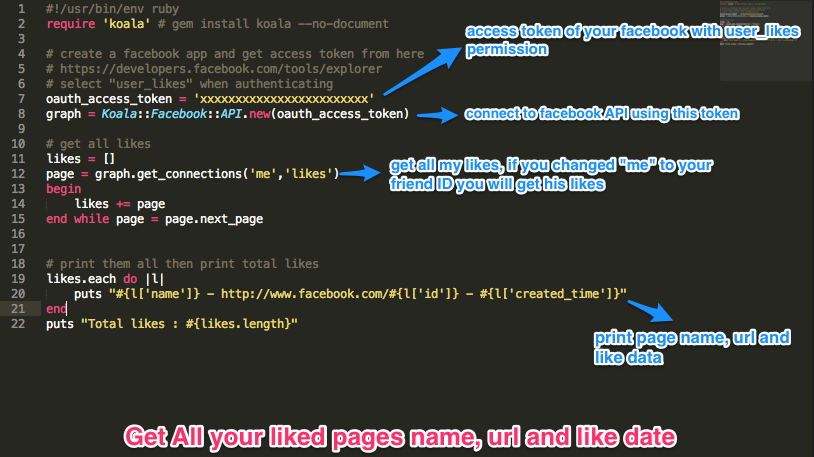 1 #!/usr/bin/env ruby
2 require 'koala' # gem install koala --no-document
3
4 # create a facebook app and get access token from here
5 # https://developers.facebook.com/tools/explorer
6 # select "user_likes" when authenticating
7 oauth_access_token = 'xxxxxxxxxxxxxxxxxxxxxxxx'
8 graph = Koala::Facebook::API.new(oauth_access_token)
9
10 # get all likes
11 likes = []
12 page = graph.get_connections('me','likes')
13 begin
14     likes += page
15 end while page = page.next_page
16
17
18 # print them all then print total likes
19 likes.each do |l|
20     puts "#{l['name']} - http://www.facebook.com/#{l['id']} - #{l['created_time']}"
21 end
22 puts "Total likes : #{likes.length}"
access token of your facebook with user_likes
permission
connect to facebook API using this token
get all my likes, if you changed "me" to your
friend ID you will get his likes
print page name, url and
like data
Get All your liked pages name, url and like date